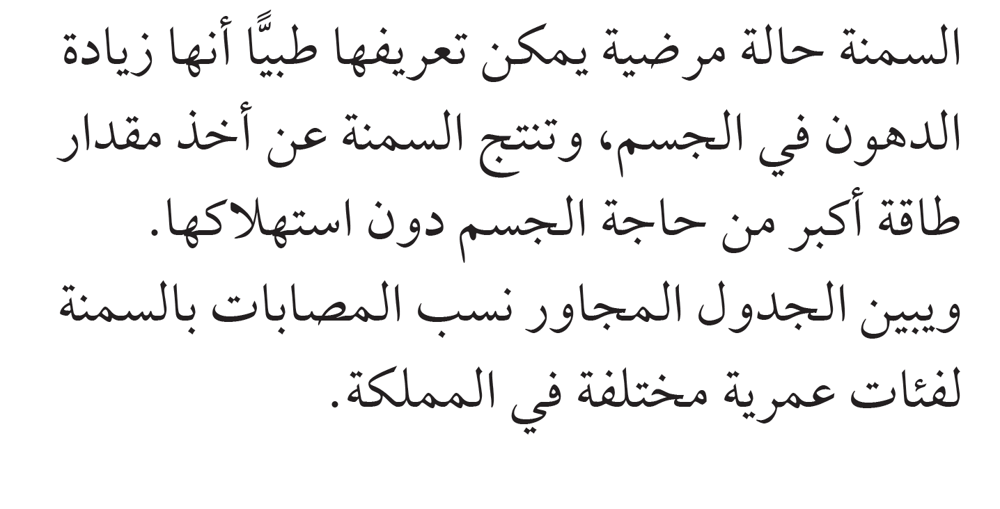 السمنة حالة مرضية يمكن تعريفها طبيًّا أنها زيادة
الدهون في الجسم، وتنتج السمنة عن أخذ مقدار
طاقة أكبر من حاجة الجسم دون استهلاكها.
ويبين الجدول المجاور نسب المصابات بالسمنة
لفئات عمرية مختلفة في المملكة.